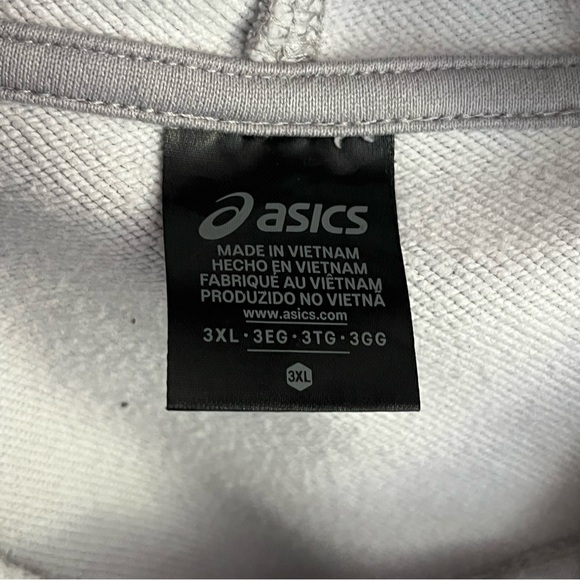 asics
MADE IN VIETNAM
HECHO EN VIETNAM
FABRIQUÉ AU VIÊTNAM
PRODUZIDO NO VIETNÃ
www.asics.com
3XL · 3EG · 3TG · 3GG
3XL